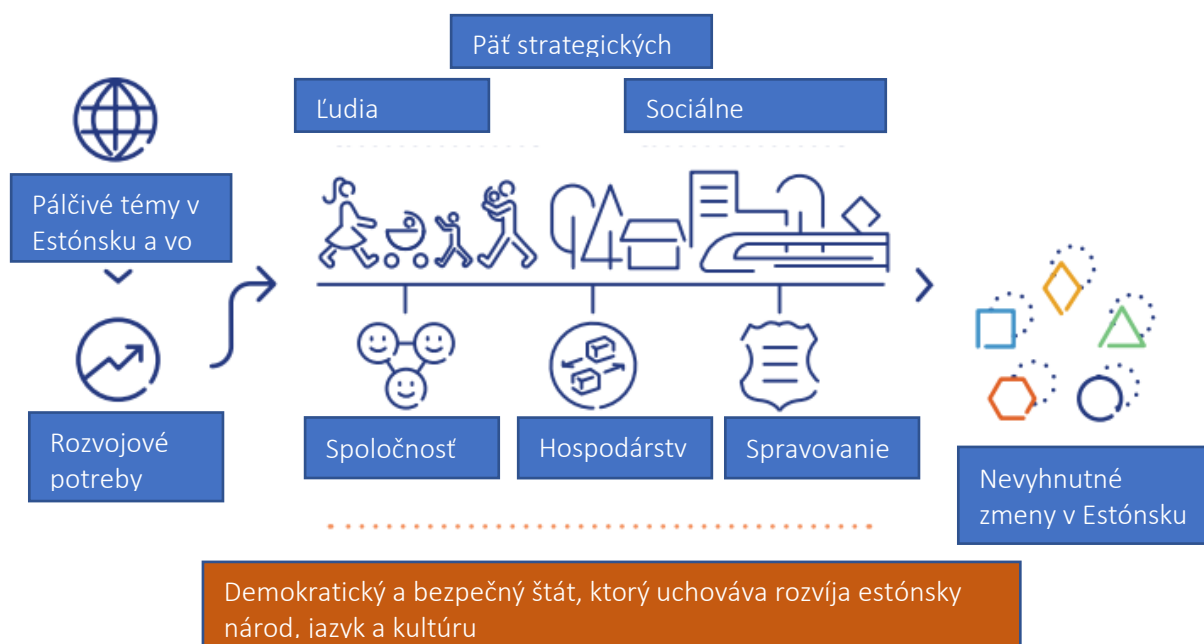 Päť strategických
Ľudia
Sociálne
Pálčivé témy v
Estónsku a vo
Rozvojové
potreby
Spoločnosť
Hospodárstv
Spravovanie
Nevyhnutné
zmeny v Estónsku
Demokratický a bezpečný štát, ktorý uchováva rozvíja estónsky
národ, jazyk a kultúru